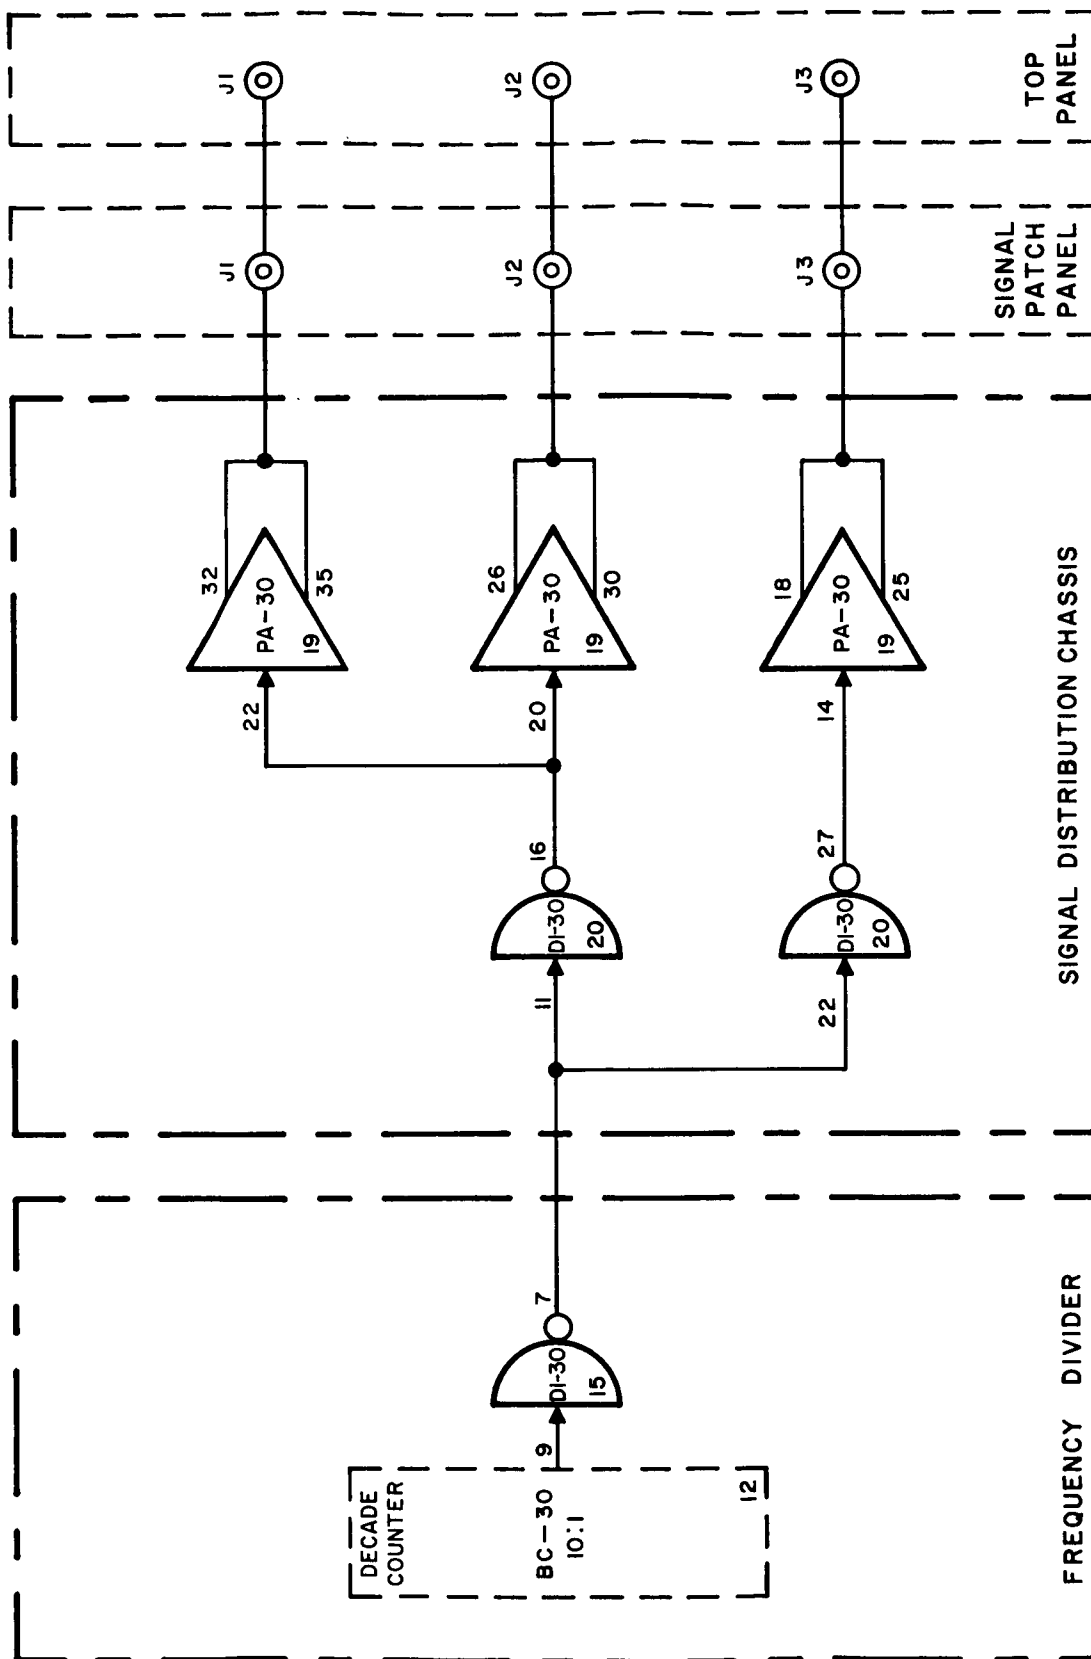 DECADE
COUNTER
BC-30
10:1
12
9
DI-30
15
7
FREQUENCY DIVIDER
11
DI-30
20
16
22
DI-30
20
27
22
PA-30
19
32
35
20
PA-30
19
26
30
14
PA-30
19
18
25
SIGNAL DISTRIBUTION CHASSIS
J1
J2
J3
SIGNAL
PATCH
PANEL
J1
J2
J3
TOP
PANEL